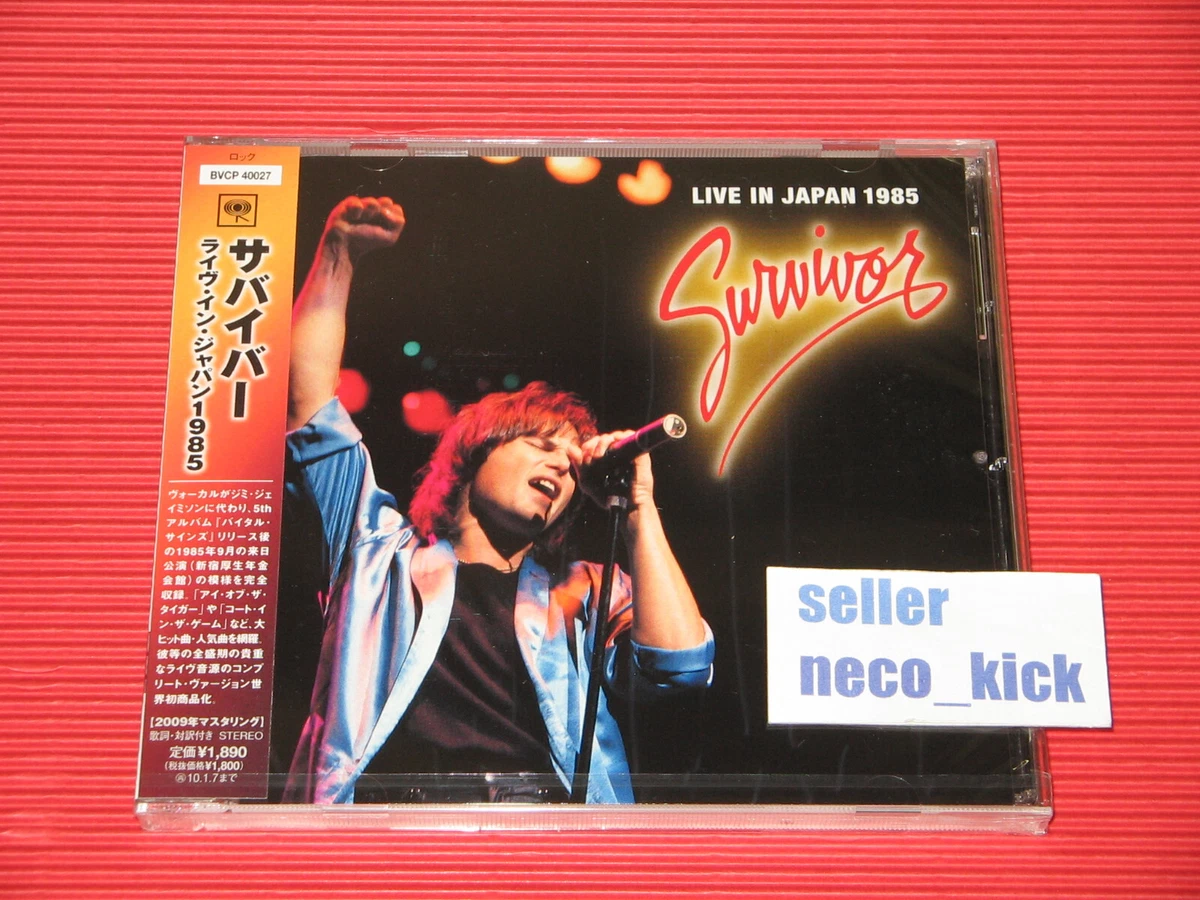 ロック
BVCP 40027
サバイバー
ライヴ・イン・ジャパン1985
ヴォーカルがジミ・ジェ
イミソンに代わり、5th
アルバム「バイタル・
サインズ」リリース後
の1985年9月の来日
公演(新宿厚生年金
会館)の模様を完全
収録。「アイ・オブ・ザ・
タイガー」や「コート・イ
ン・ザ・ゲーム」など、大
ヒット曲・人気曲を網羅。
彼等の全盛期の貴重
なライヴ音源のコンプ
リート・ヴァージョン世
界初商品化。
[2009年マスタリング]
歌詞・対訳付き STEREO
定価¥1,890
(税抜価格¥1,800)
Ⓐ10.1.7まで
LIVE IN JAPAN 1985
Survivor
seller
neco_kick